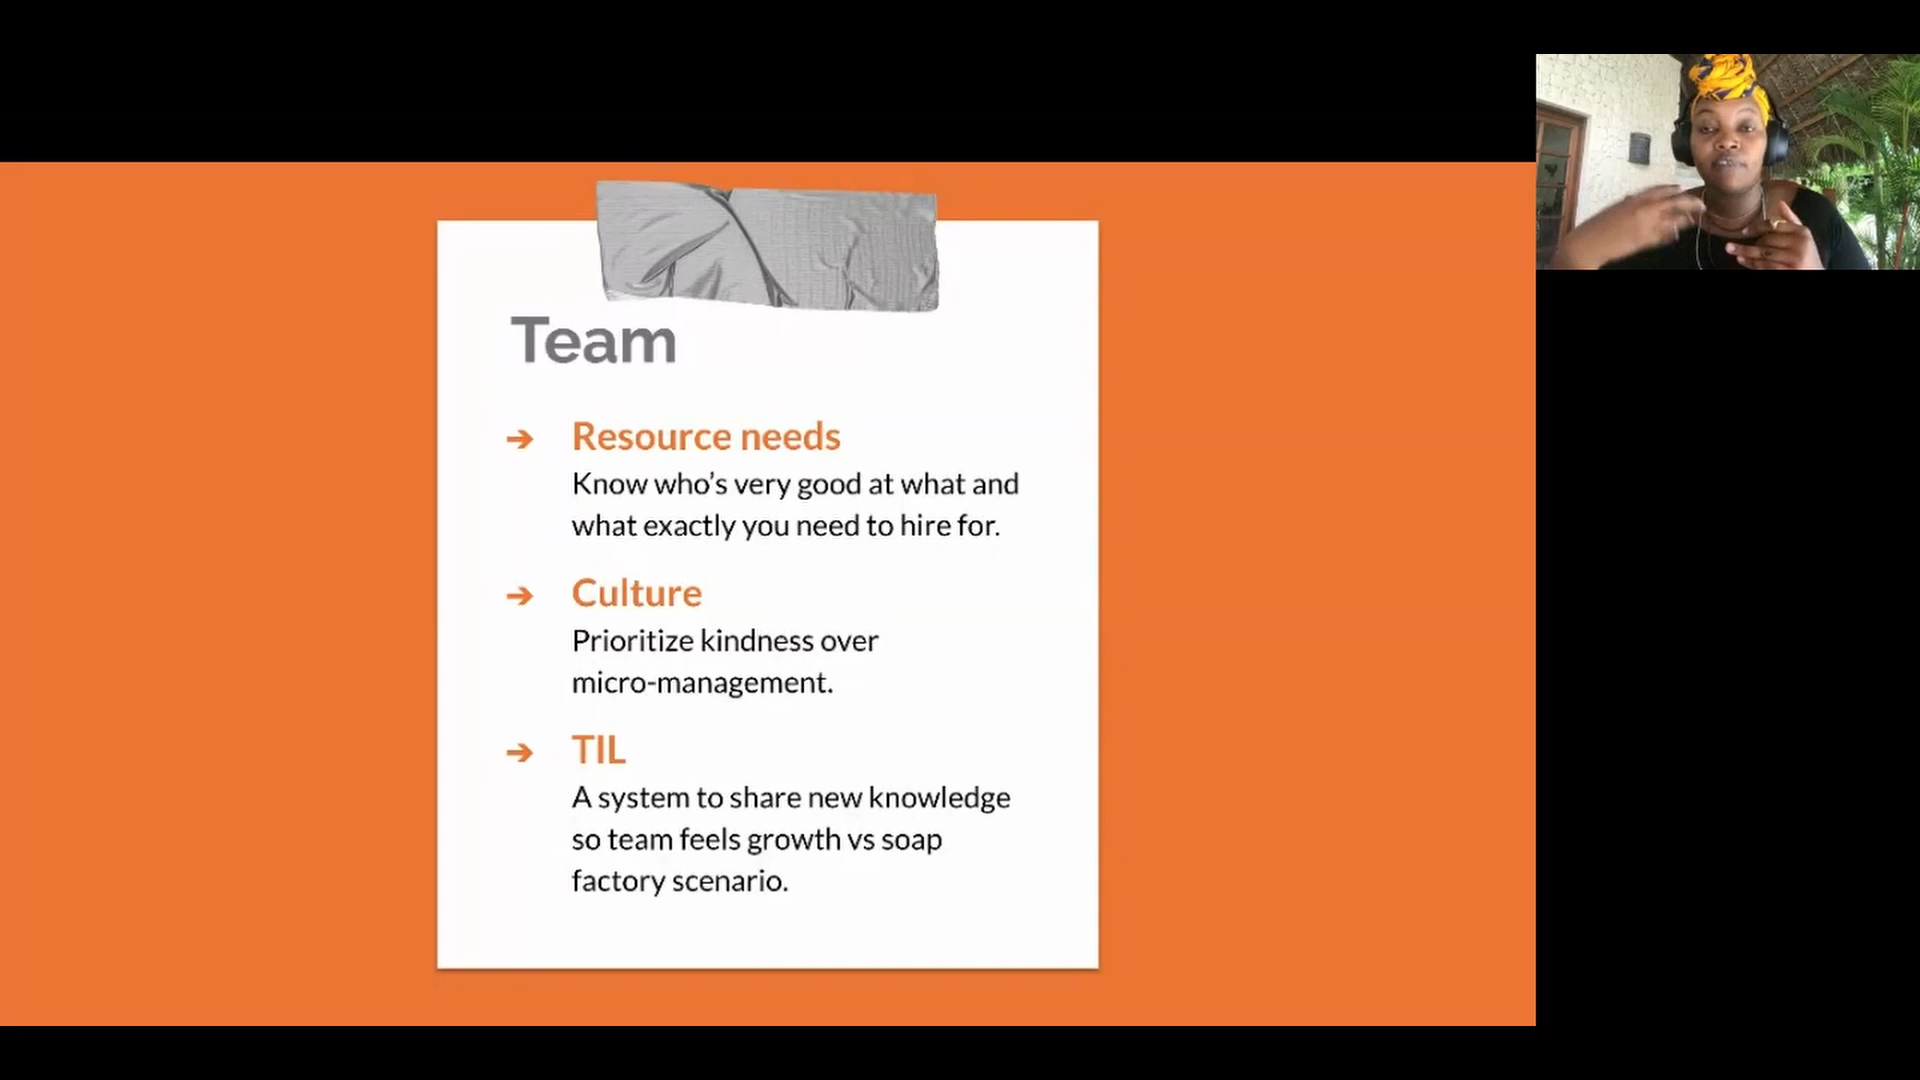 Team
➔ Resource needs
Know who’s very good at what and
what exactly you need to hire for.
➔ Culture
Prioritize kindness over
micro-management.
➔ TIL
A system to share new knowledge
so team feels growth vs soap
factory scenario.